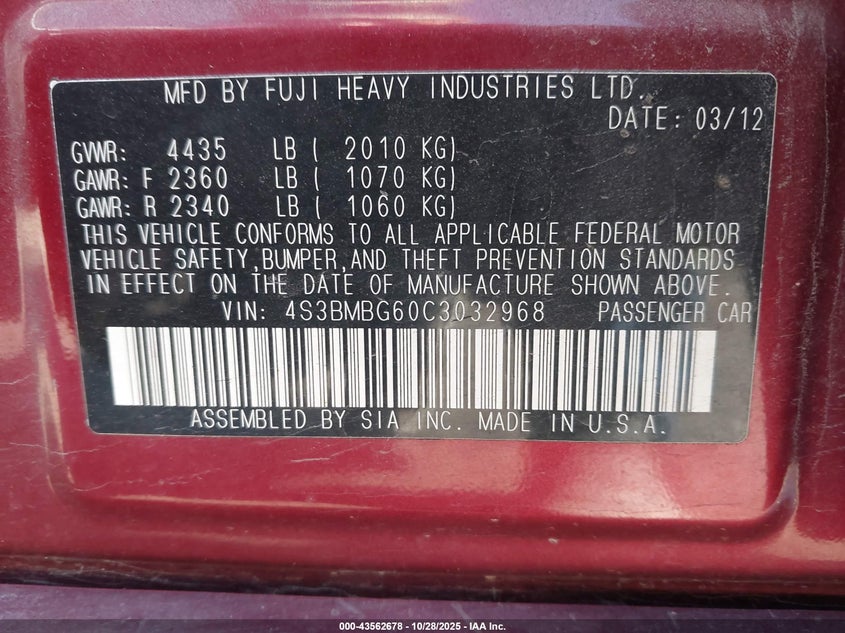 MFD BY FUJI HEAVY INDUSTRIES LTD.
DATE: 03/12
GVWR: 4435 LB ( 2010 KG)
GAWR: F 2360 LB ( 1070 KG)
GAWR: R 2340 LB ( 1060 KG)
THIS VEHICLE CONFORMS TO ALL APPLICABLE FEDERAL MOTOR
VEHICLE SAFETY,BUMPER,AND THEFT PREVENTION STANDARDS
IN EFFECT ON THE DATE OF MANUFACTURE SHOWN ABOVE.
VIN: 4S3BMBG60C3032968 PASSENGER CAR
ASSEMBLED BY SIA INC. MADE IN U.S.A.
000-43562678 - 10/28/2025 - IAA Inc.